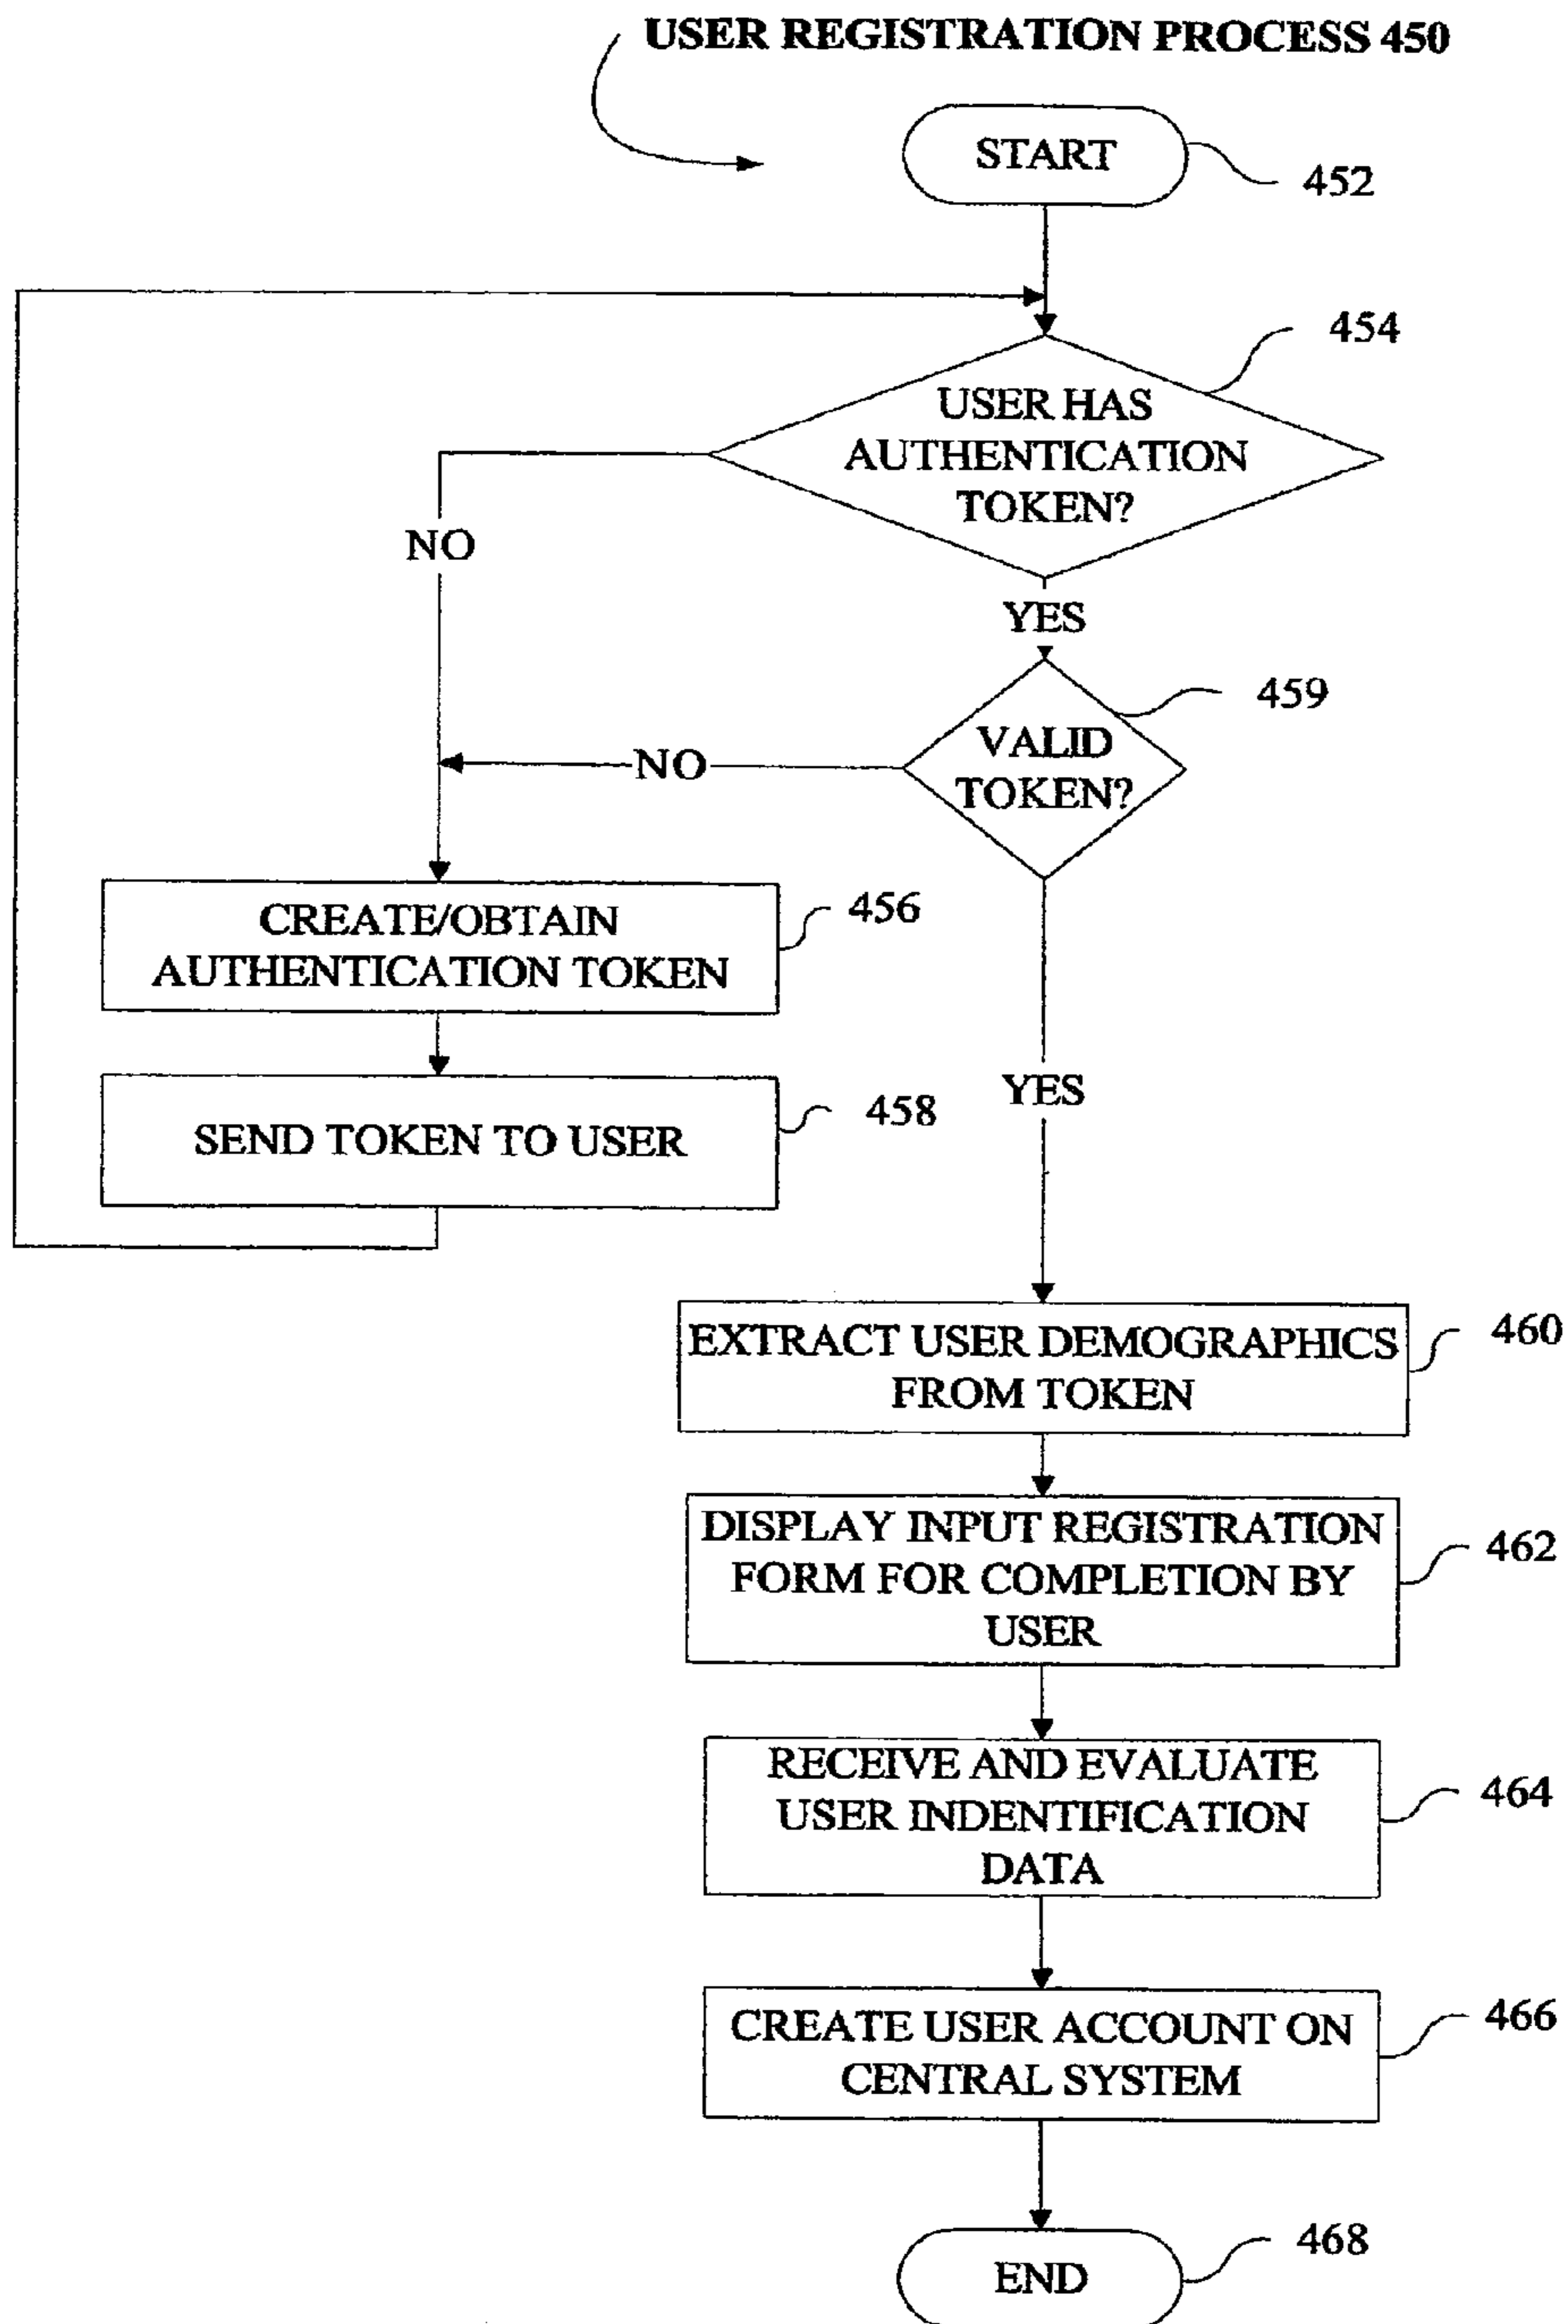 USER REGISTRATION PROCESS 450
START
452
454
USER HAS
AUTHENTICATION
TOKEN?
NO
YES
459
VALID
TOKEN?
NO
CREATE/OBTAIN
AUTHENTICATION TOKEN
456
SEND TOKEN TO USER
458
YES
EXTRACT USER DEMOGRAPHICS
FROM TOKEN
460
DISPLAY INPUT REGISTRATION
FORM FOR COMPLETION BY
USER
462
RECEIVE AND EVALUATE
USER INDENTIFICATION
DATA
464
CREATE USER ACCOUNT ON
CENTRAL SYSTEM
466
END
468